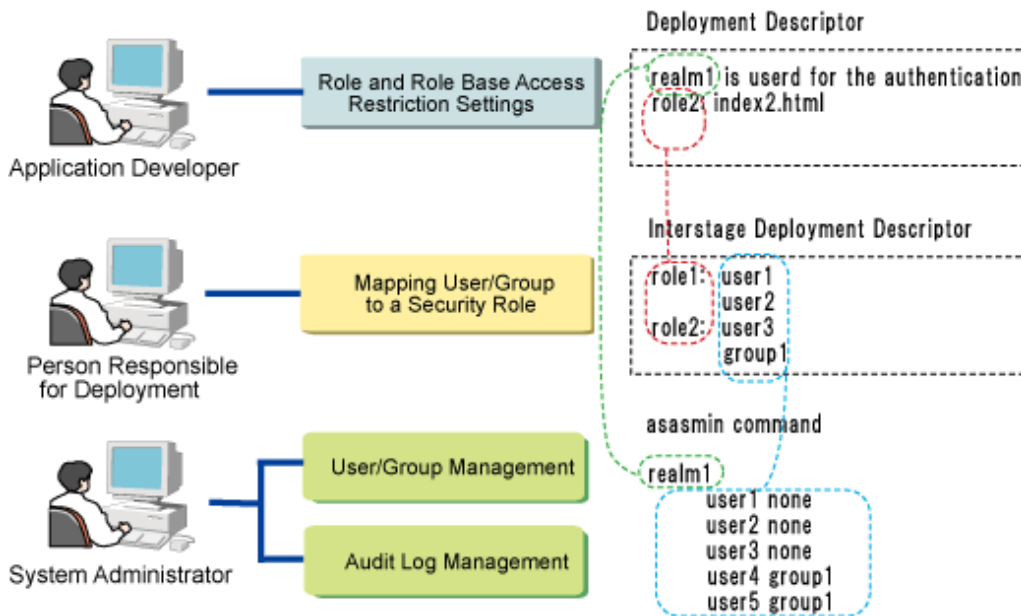 Deployment Descriptor
Role and Role Base Access
Restriction Settings
realm1 is userd for the authentication
role2: index2.html
Application Developer
Interstage Deployment Descriptor
Mapping User/Group
to a Security Role
role1: user1
user2
role2: user3
group1
Person Responsible
for Deployment
asasmin command
User/Group Management
realm1
user1 none
user2 none
user3 none
user4 group1
user5 group1
Audit Log Management
System Administrator